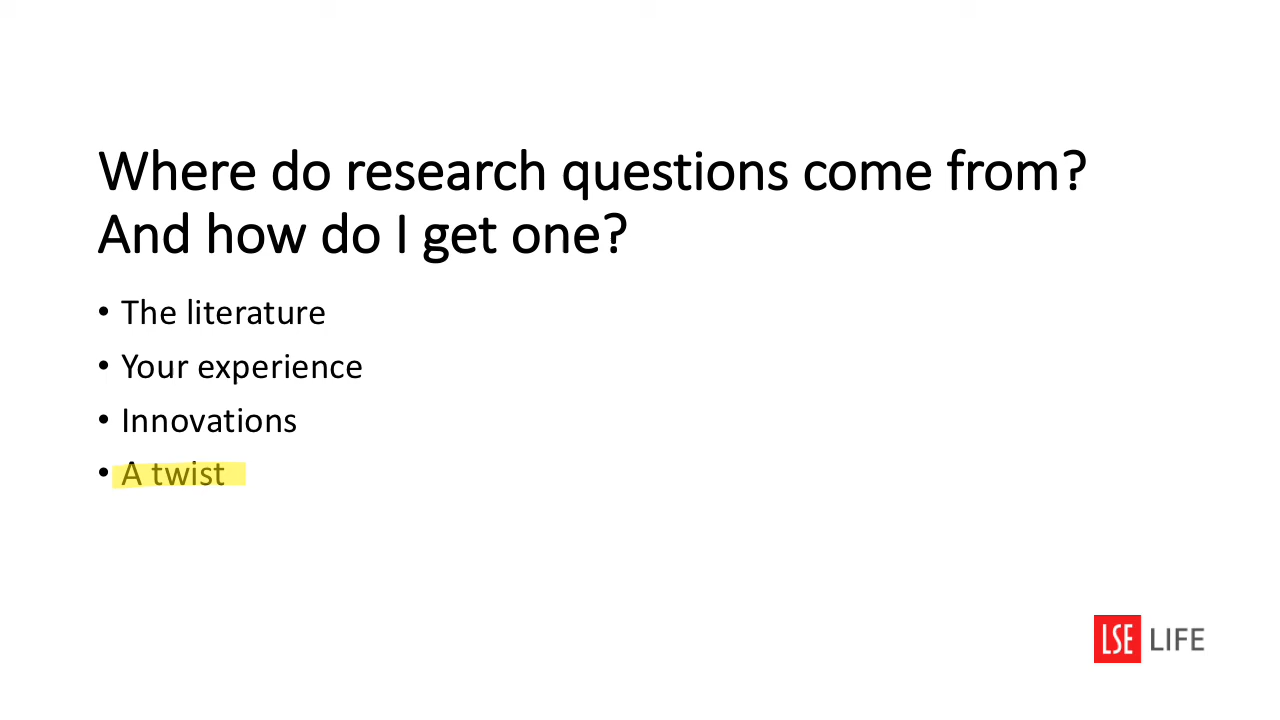 Where do research questions come from?
And how do I get one?
• The literature
• Your experience
• Innovations
• A twist
LSE LIFE